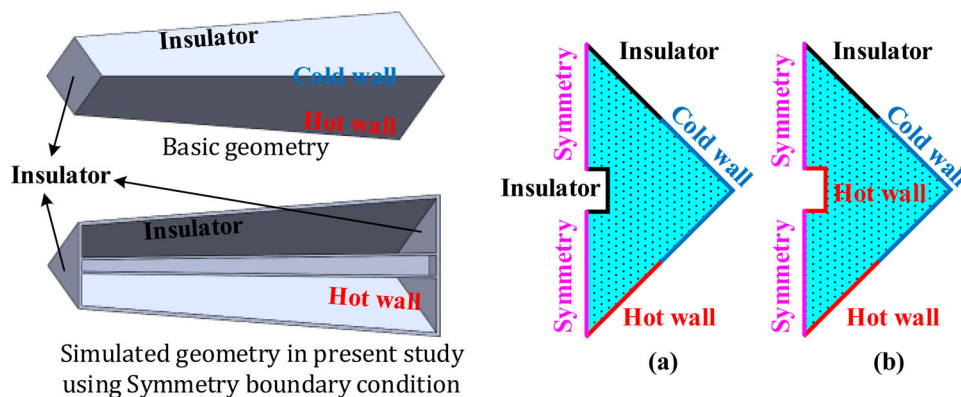 Insulator
Cold wall
Hot wall
Basic geometry
Insulator
Insulator
Hot wall
Simulated geometry in present study
using Symmetry boundary condition
Symmetry
Insulator
Cold wall
Insulator
Symmetry
Hot wall
(a)
Symmetry
Insulator
Cold wall
Hot wall
Symmetry
Hot wall
(b)